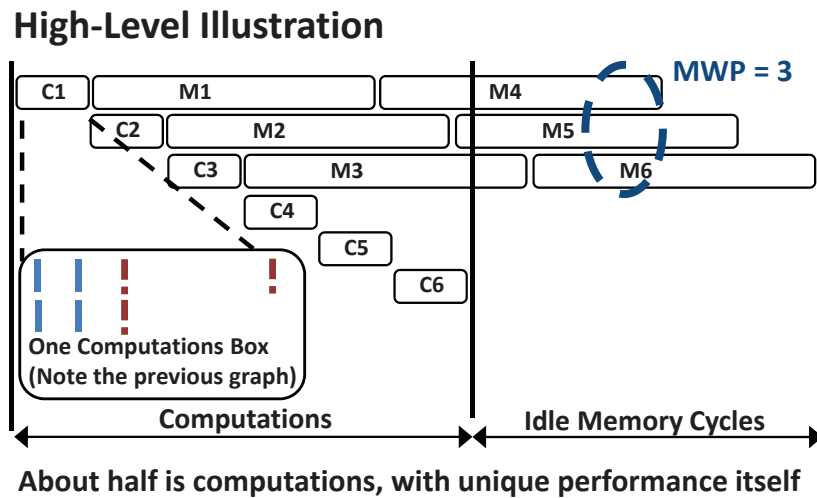 High-Level Illustration
MWP = 3
C1 M1 M4
C2 M2 M5
C3 M3 M6
C4
C5
C6
One Computations Box
(Note the previous graph)
Computations Idle Memory Cycles
About half is computations, with unique performance itself